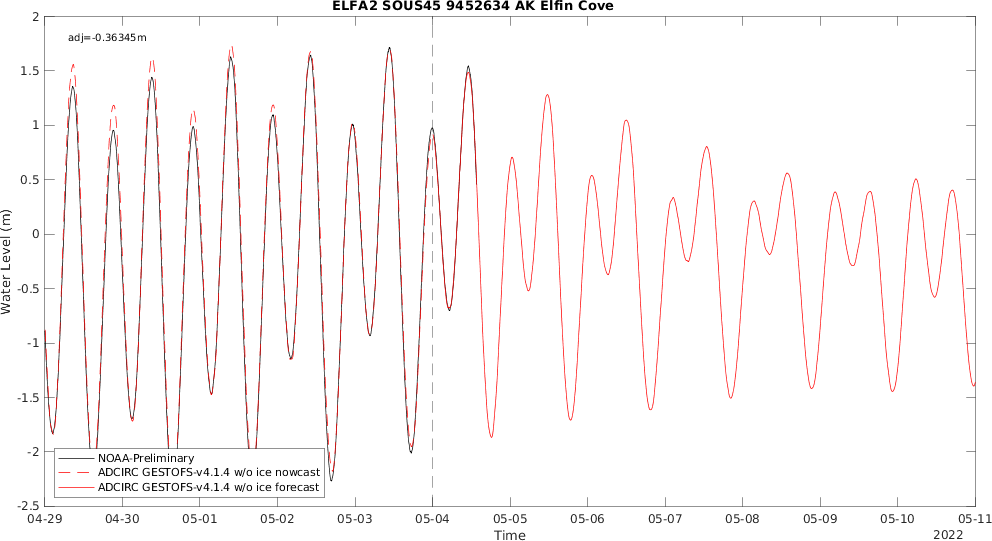 ELFA2 SOUS45 9452634 AK Elfin Cove
adj=-0.36345m
2
1.5
1
0.5
0
-0.5
-1
-1.5
-2
-2.5
Water Level (m)
NOAA-Preliminary
ADCIRC GESTOFS-v4.1.4 w/o ice nowcast
ADCIRC GESTOFS-v4.1.4 w/o ice forecast
04-29 04-30 05-01 05-02 05-03 05-04 05-05 05-06 05-07 05-08 05-09 05-10 05-11
Time
2022